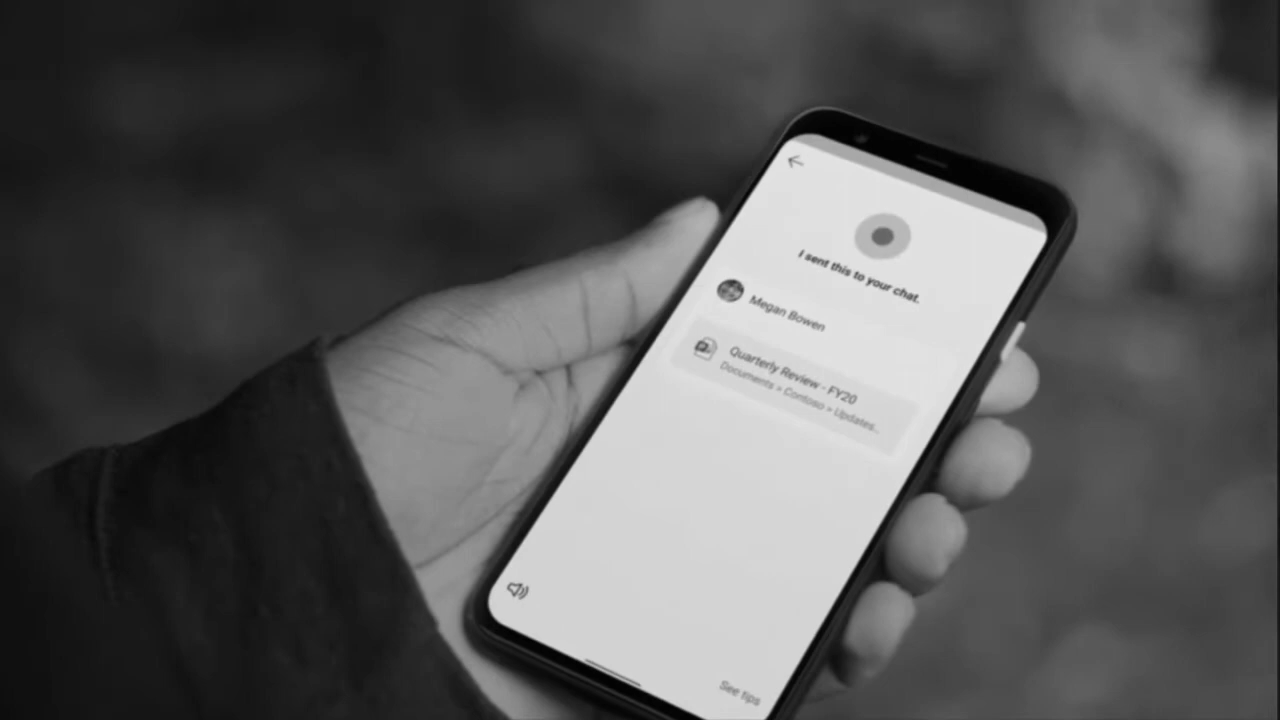 I sent this to your chat.
Megan Bowen
Quarterly Review - FY20
Documents > Contoso > Updates..
See tips